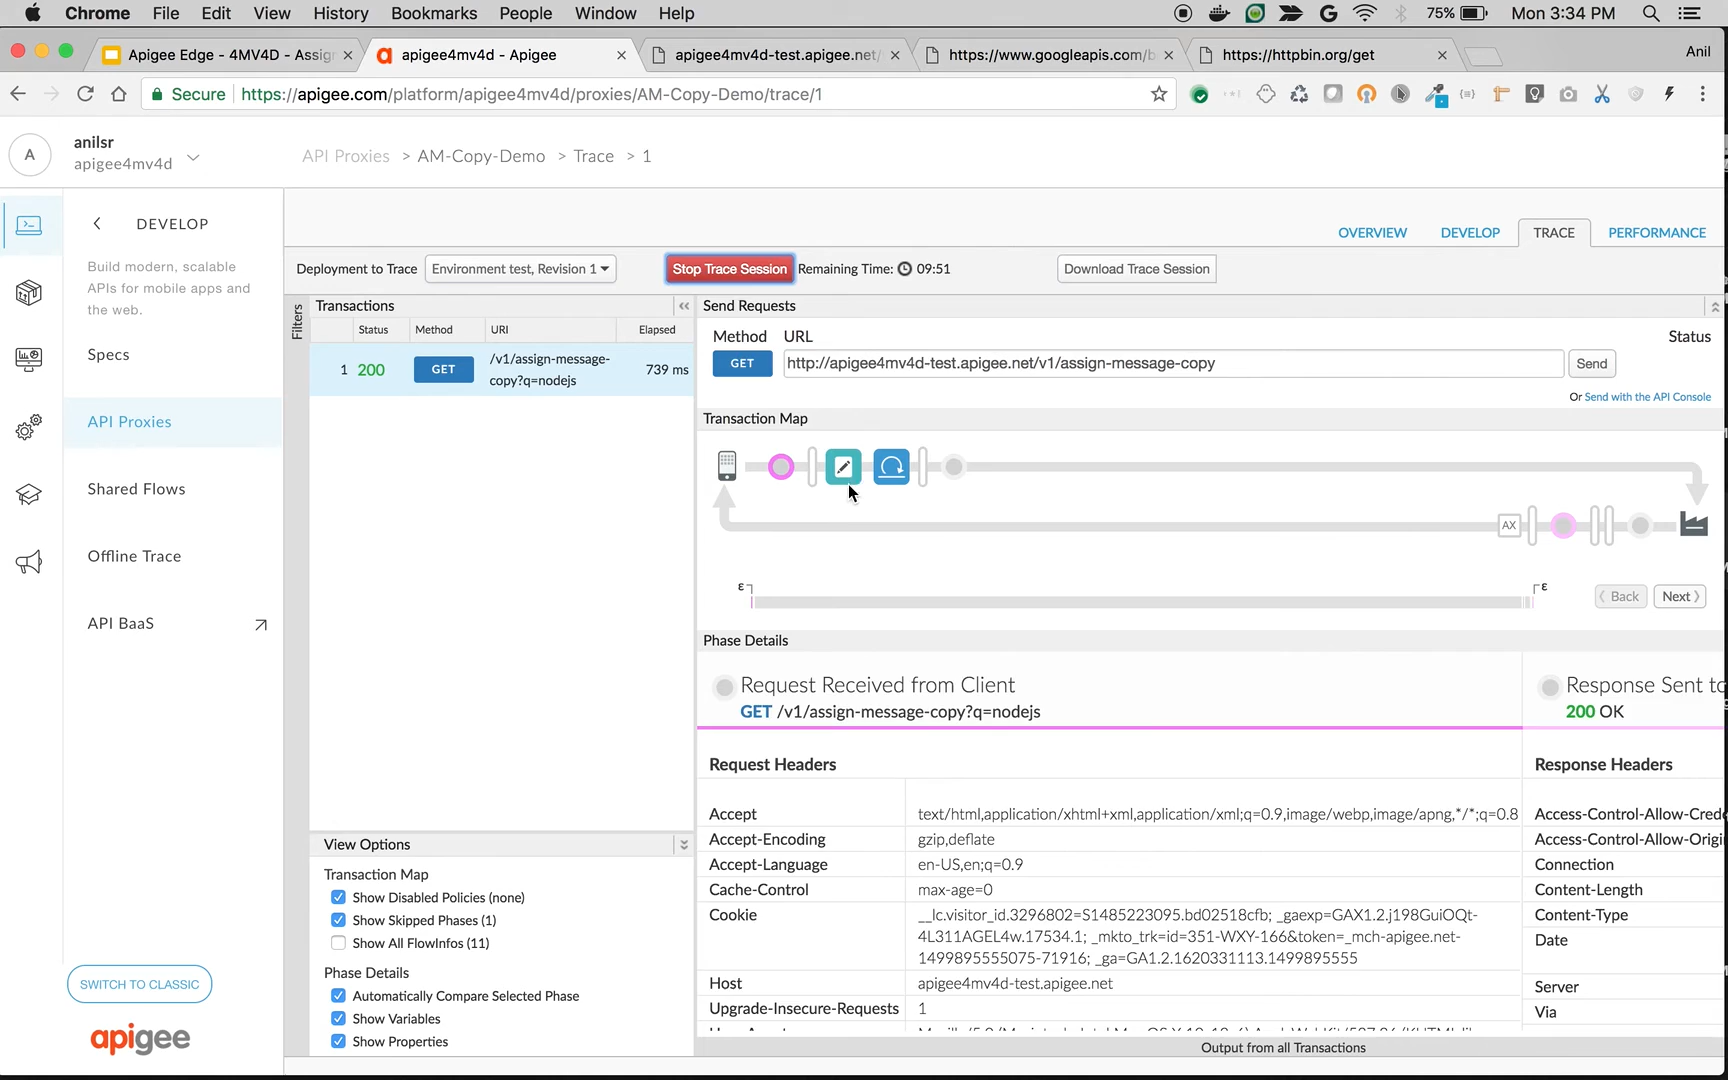 Chrome File Edit View History Bookmarks People Window Help
75% Mon 3:34 PM
Apigee Edge - 4MV4D - Assign
apigee4mv4d - Apigee
apigee4mv4d-test.apigee.net/
https://www.googleapis.com/b
https://httpbin.org/get
Anil
Secure https://apigee.com/platform/apigee4mv4d/proxies/AM-Copy-Demo/trace/1
A
anilsr
apigee4mv4d
API Proxies > AM-Copy-Demo > Trace > 1
DEVELOP
Build modern, scalable
APIs for mobile apps and
the web.
Specs
API Proxies
Shared Flows
Offline Trace
API BaaS
SWITCH TO CLASSIC
apigee
OVERVIEW DEVELOP TRACE PERFORMANCE
Deployment to Trace Environment test, Revision 1 Stop Trace Session Remaining Time: 09:51 Download Trace Session
Filters
Transactions
Status Method URI Elapsed
1 200 GET /v1/assign-message-
copy?q=nodejs 739 ms
View Options
Transaction Map
Show Disabled Policies (none)
Show Skipped Phases (1)
Show All FlowInfos (11)
Phase Details
Automatically Compare Selected Phase
Show Variables
Show Properties
Send Requests
Method URL Status
GET http://apigee4mv4d-test.apigee.net/v1/assign-message-copy Send
Or Send with the API Console
Transaction Map
AX
ε ε
Back Next
Phase Details
Request Received from Client
GET /v1/assign-message-copy?q=nodejs
Response Sent to
200 OK
Request Headers
Accept text/html,application/xhtml+xml,application/xml;q=0.9,image/webp,image/apng,*/*;q=0.8
Accept-Encoding gzip,deflate
Accept-Language en-US,en;q=0.9
Cache-Control max-age=0
Cookie __lc.visitor_id.3296802=S1485223095.bd02518cfb; _gaexp=GAX1.2.j198GuiOQt-
4L311AGEL4w.17534.1; _mkto_trk=id=351-WXY-166&token=_mch-apigee.net-
1499895555075-71916; _ga=GA1.2.1620331113.1499895555
Host apigee4mv4d-test.apigee.net
Upgrade-Insecure-Requests 1
Response Headers
Access-Control-Allow-Crede
Access-Control-Allow-Origi
Connection
Content-Length
Content-Type
Date
Server
Via
Output from all Transactions